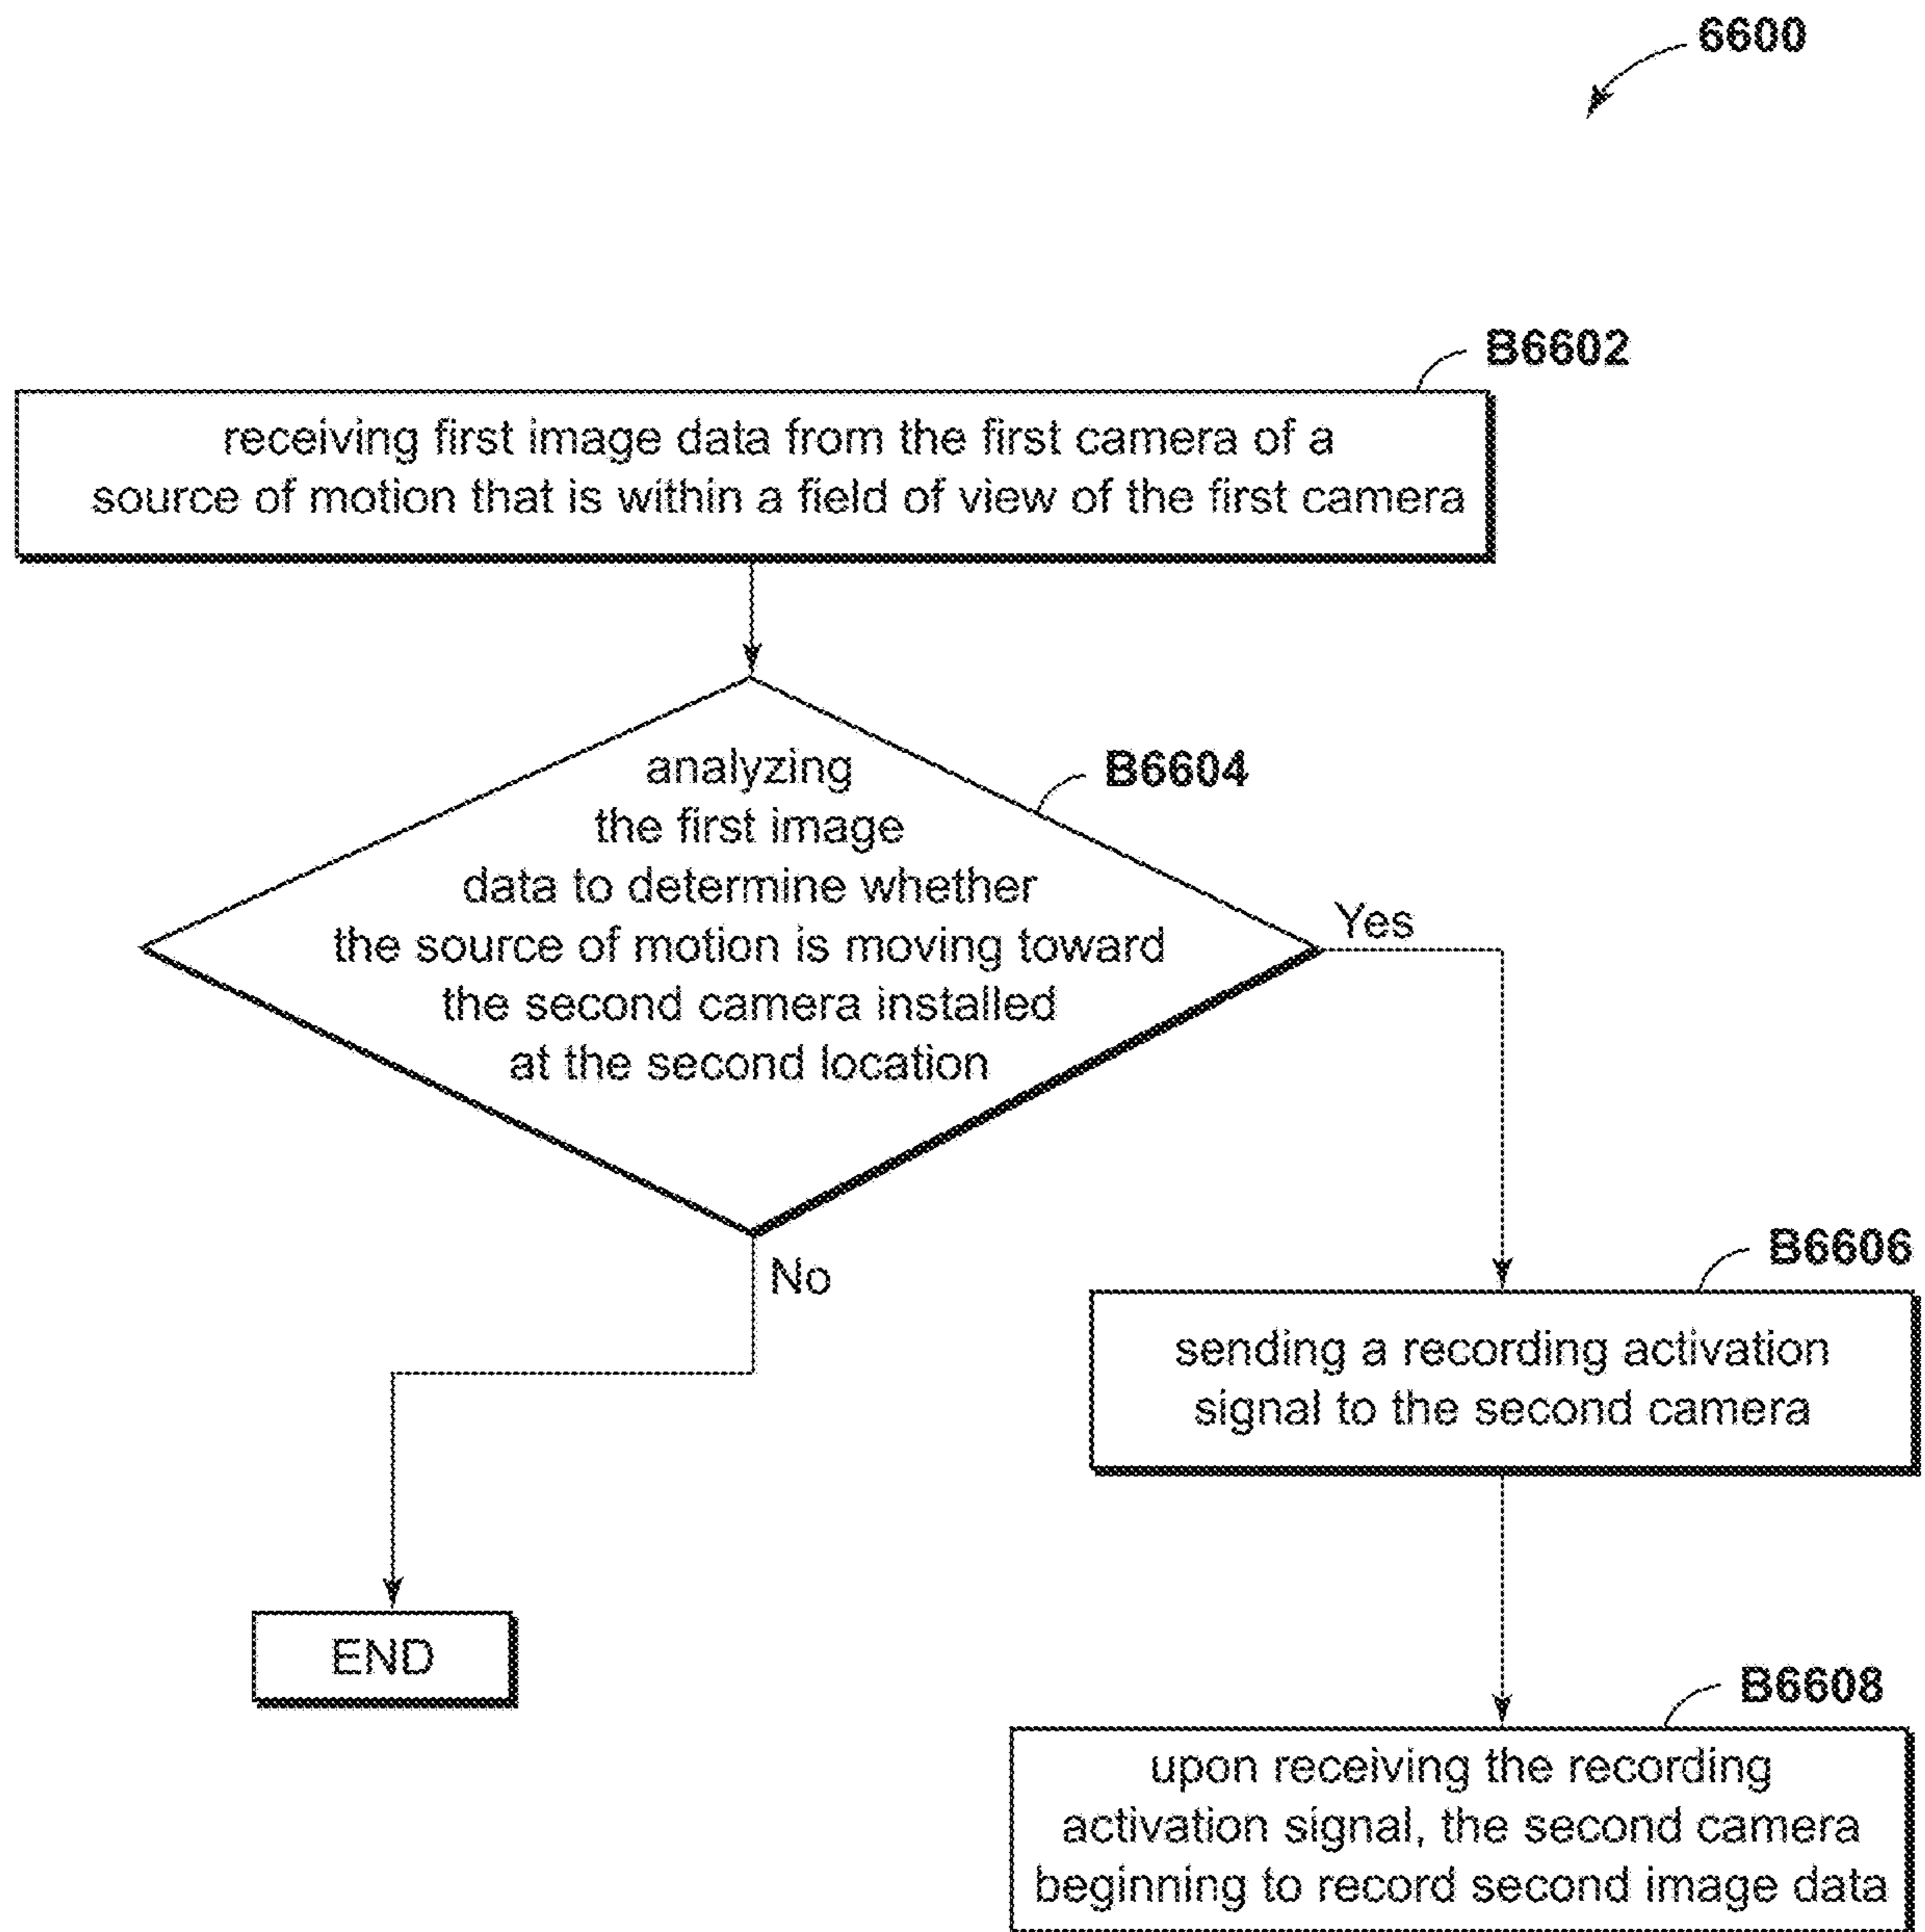 6600
B6602
receiving first image data from the first camera of a
source of motion that is within a field of view of the first camera
B6604
analyzing
the first image
data to determine whether
the source of motion is moving toward
the second camera installed
at the second location
Yes
No
B6606
sending a recording activation
signal to the second camera
END
B6608
upon receiving the recording
activation signal, the second camera
beginning to record second image data